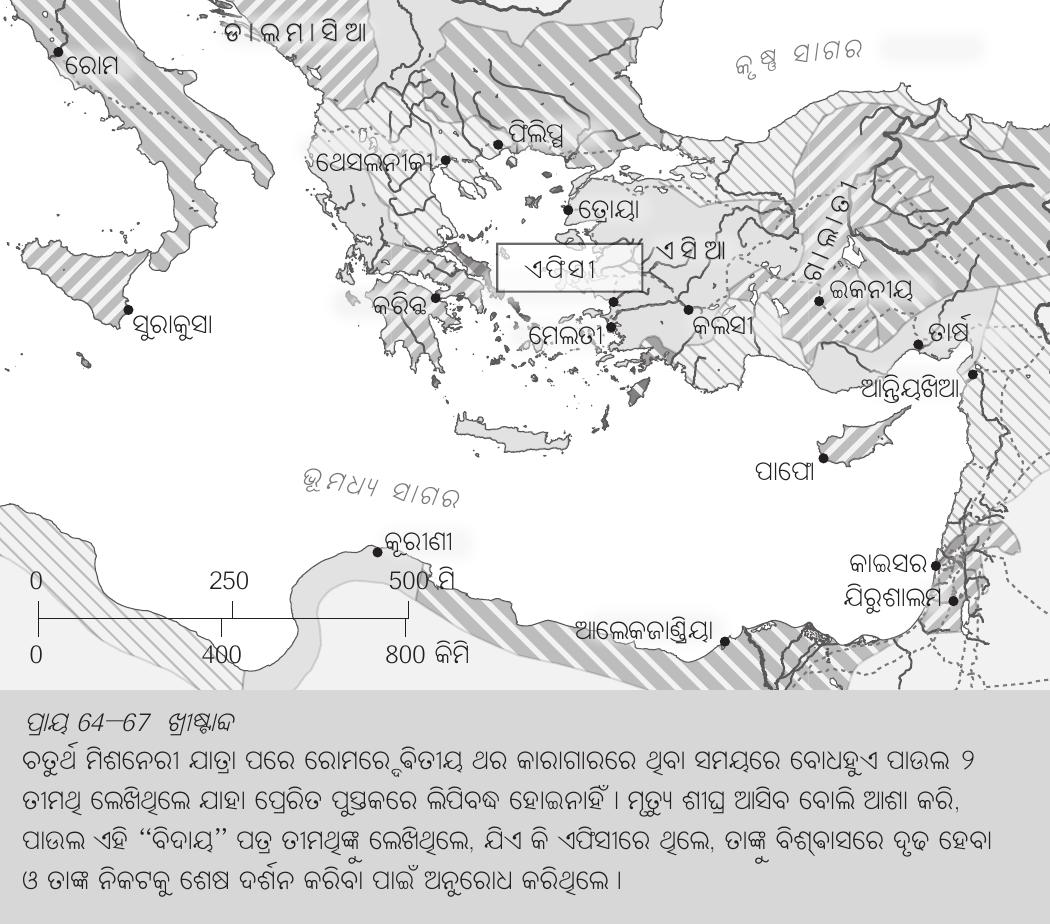 ଡାଲମାସିଆ
କୃଷ୍ଣ ସାଗର
ରୋମ
ଫିଲିପ୍ପ
ଥେସଲନୀକୀ
ତ୍ରୋୟା
ଗାଲାତୀ
ଏସିଆ
ଏଫିସୀ
ଇକନୀୟ
କରିନ୍ଥ
ସୁରାକୁସା
ମେଲତୀ
କଲସୀ
ତାର୍ଷ
ଆନ୍ତିୟଖିଆ
ପାଫୋ
ଭୂମଧ୍ୟ ସାଗର
କୂରୀଣୀ
କାଇସର
ଯିରୁଶାଲମ
ଆଲେକଜାଣ୍ଡ୍ରିୟା
0 250 500 ମି
0 400 800 କିମି
ପ୍ରାୟ 64–67 ଖ୍ରୀଷ୍ଟାବ୍ଦ
ଚତୁର୍ଥ ମିଶନେରୀ ଯାତ୍ରା ପରେ ରୋମରେ ଦ୍ଵିତୀୟ ଥର କାରାଗାରରେ ଥିବା ସମୟରେ ବୋଧହୁଏ ପାଉଲ ୨
ତୀମଥି ଲେଖିଥିଲେ ଯାହା ପ୍ରେରିତ ପୁସ୍ତକରେ ଲିପିବଦ୍ଧ ହୋଇନାହିଁ । ମୃତ୍ୟୁ ଶୀଘ୍ର ଆସିବ ବୋଲି ଆଶା କରି,
ପାଉଲ ଏହି “ବିଦାୟ” ପତ୍ର ତୀମଥିଙ୍କୁ ଲେଖିଥିଲେ, ଯିଏ କି ଏଫିସୀରେ ଥିଲେ, ତାଙ୍କୁ ବିଶ୍ଵାସରେ ଦୃଢ ହେବା
ଓ ତାଙ୍କ ନିକଟକୁ ଶେଷ ଦର୍ଶନ କରିବା ପାଇଁ ଅନୁରୋଧ କରିଥିଲେ ।